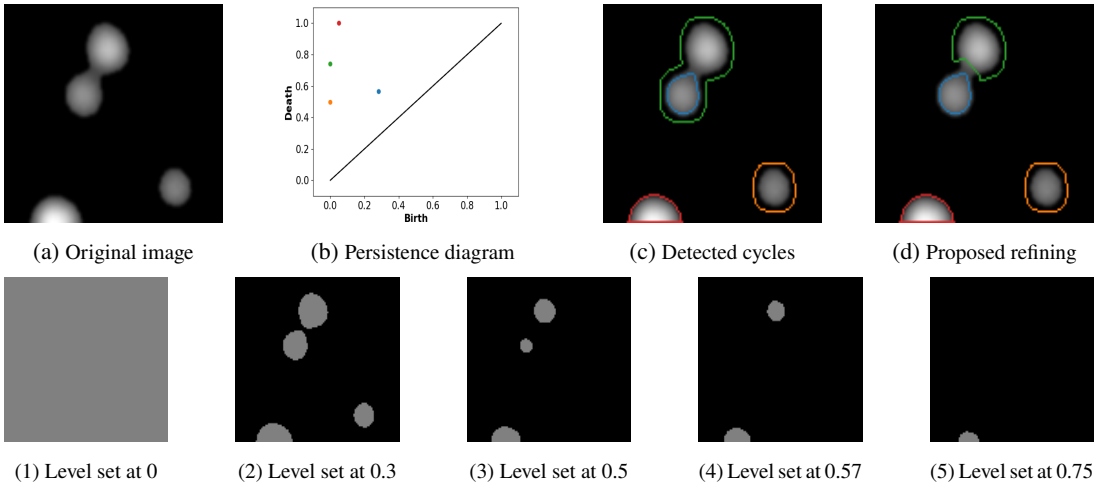 1.0
0.8
0.6
0.4
0.2
0.0
Death
0.0 0.2 0.4 0.6 0.8 1.0
Birth
(a) Original image
(b) Persistence diagram
(c) Detected cycles
(d) Proposed refining
(1) Level set at 0
(2) Level set at 0.3
(3) Level set at 0.5
(4) Level set at 0.57
(5) Level set at 0.75